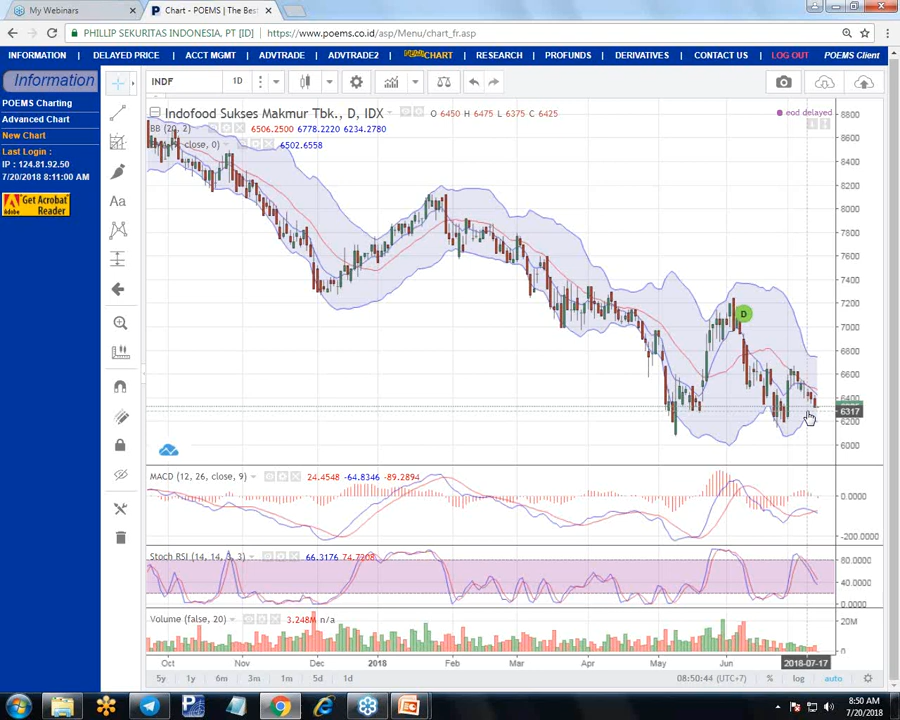 My Webinars
Chart - POEMS | The Bes
PHILLIP SEKURITAS INDONESIA, PT [ID]
https://www.poems.co.id/asp/Menu/chart_fr.asp
INFORMATION DELAYED PRICE ACCT MGMT ADVTRADE ADVTRADE2 CHART RESEARCH PROFUNDS DERIVATIVES CONTACT US LOG OUT POEMS Client
Information
POEMS Charting
Advanced Chart
New Chart
Last Login :
IP : 124.81.92.50
7/20/2018 8:11:00 AM
Get Acrobat
Reader
INDF 1D
Indofood Sukses Makmur Tbk., D, IDX O 6450 H 6475 L 6375 C 6425
eod delayed
BB (20, 2) 6506.2500 6778.2220 6234.2780
close, 0) 6502.6558
8800
8600
8400
8200
8000
7800
7600
7400
7200
7000
6800
6600
6400
6317
6200
6000
D
MACD (12, 26, close, 9) 24.4548 -64.8346 -89.2894
0.0000
-200.0000
Stoch RSI (14, 14, 3, 3) 66.3176 74.7208
80.0000
40.0000
0.0000
Volume (false, 20) 3.248M n/a
20M
0
Oct Nov Dec 2018 Feb Mar Apr May Jun 2018-07-17
5y 1y 6m 3m 1m 5d 1d
08:50:44 (UTC+7) % log auto
8:50 AM
7/20/2018